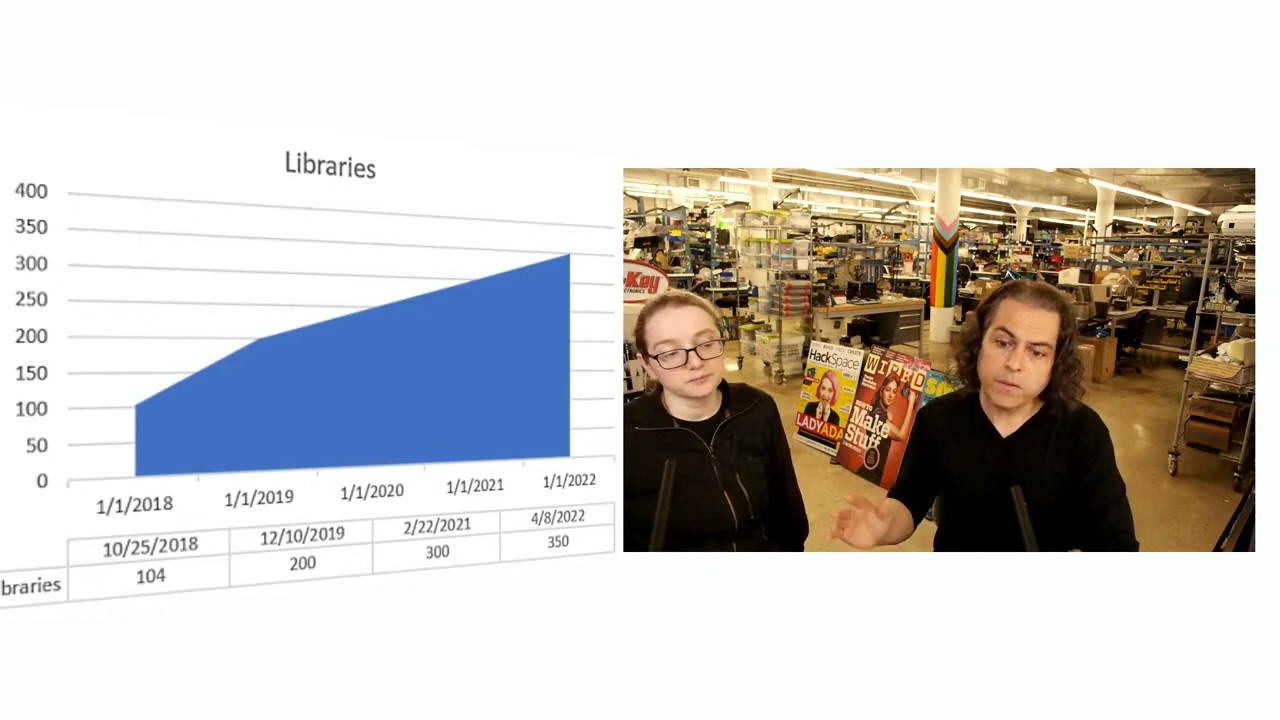 Libraries
400
350
300
250
200
150
100
50
0
1/1/2018 1/1/2019 1/1/2020 1/1/2021 1/1/2022
10/25/2018 12/10/2019 2/22/2021 4/8/2022
braries 104 200 300 350
-Key
HackSpace
LADYADA
WIRED
HOW TO
Make
Stuff